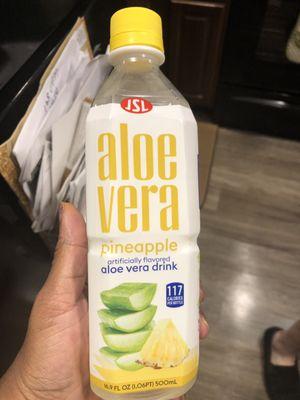 JSL
aloe
vera
pineapple
artificially flavored
aloe vera drink
117
CALORIES
PER BOTTLE
16.9 FL OZ (1.06PT) 500mL